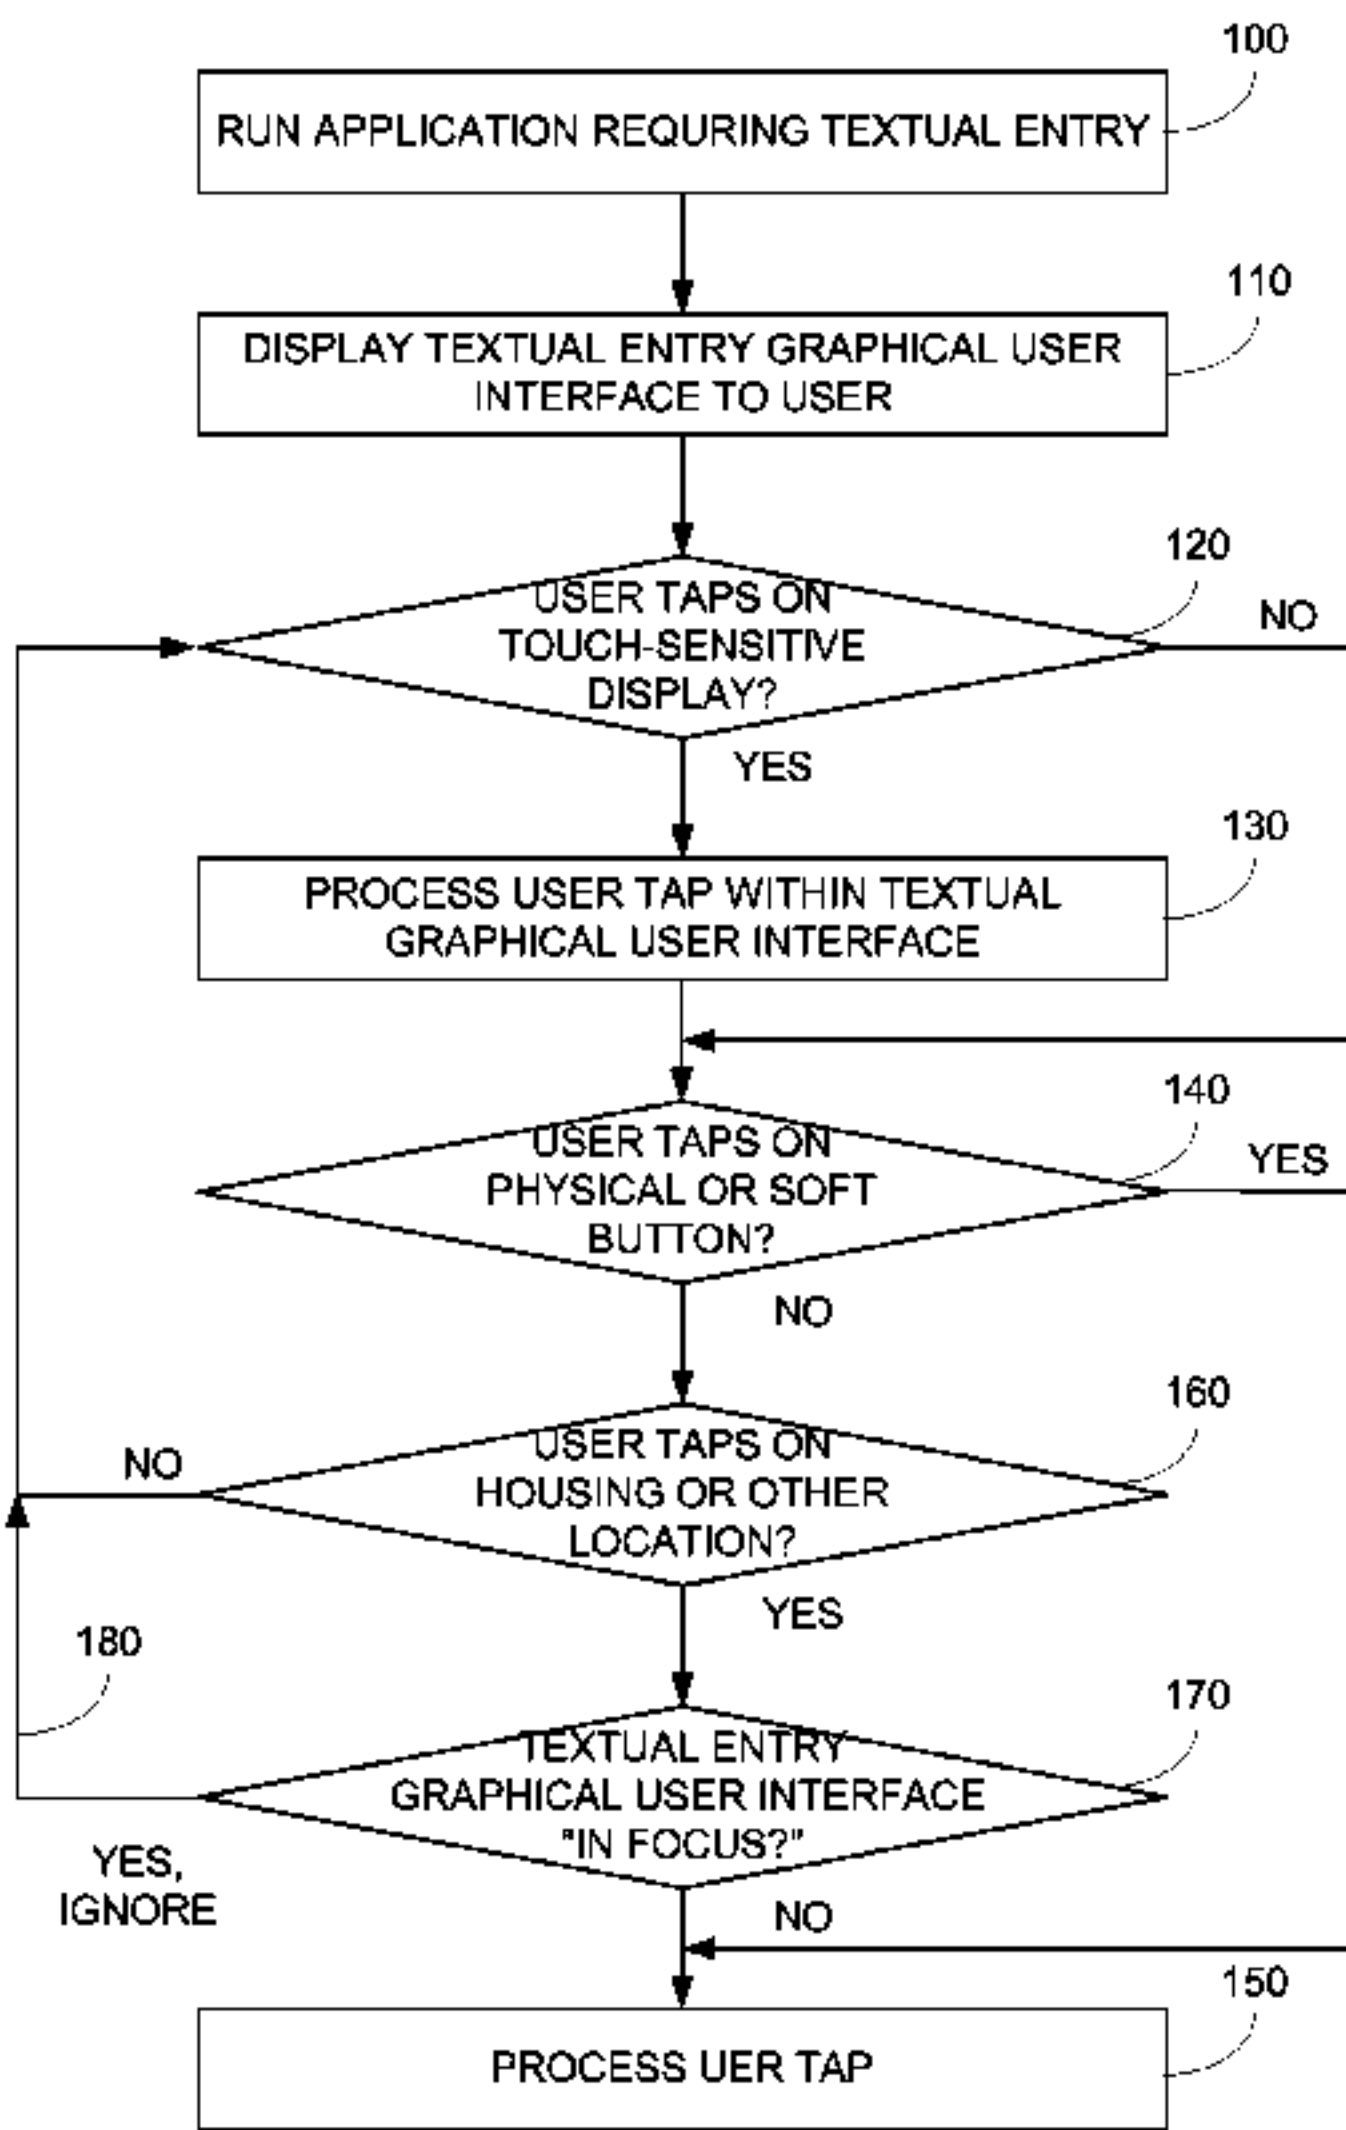 100
RUN APPLICATION REQURING TEXTUAL ENTRY
110
DISPLAY TEXTUAL ENTRY GRAPHICAL USER
INTERFACE TO USER
120
USER TAPS ON
TOUCH-SENSITIVE
DISPLAY?
NO
YES
130
PROCESS USER TAP WITHIN TEXTUAL
GRAPHICAL USER INTERFACE
140
USER TAPS ON
PHYSICAL OR SOFT
BUTTON?
YES
NO
160
USER TAPS ON
HOUSING OR OTHER
LOCATION?
NO
YES
180
170
TEXTUAL ENTRY
GRAPHICAL USER INTERFACE
"IN FOCUS?"
YES,
IGNORE
NO
150
PROCESS UER TAP